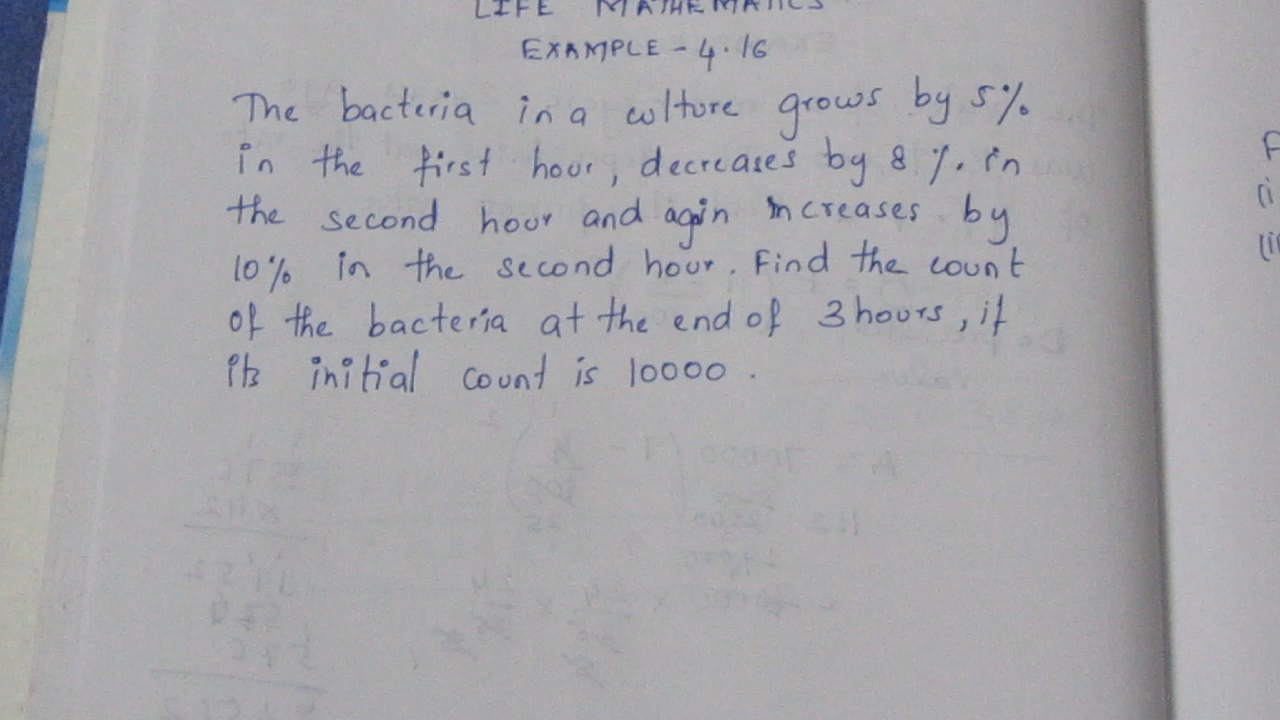 LIFE MATHEMATICS
EXAMPLE - 4.16
The bacteria in a culture grows by 5%
in the first hour, decreases by 8 %. in
the second hour and agin increases by
10% in the second hour. Find the count
of the bacteria at the end of 3 hours, if
its initial count is 10000.